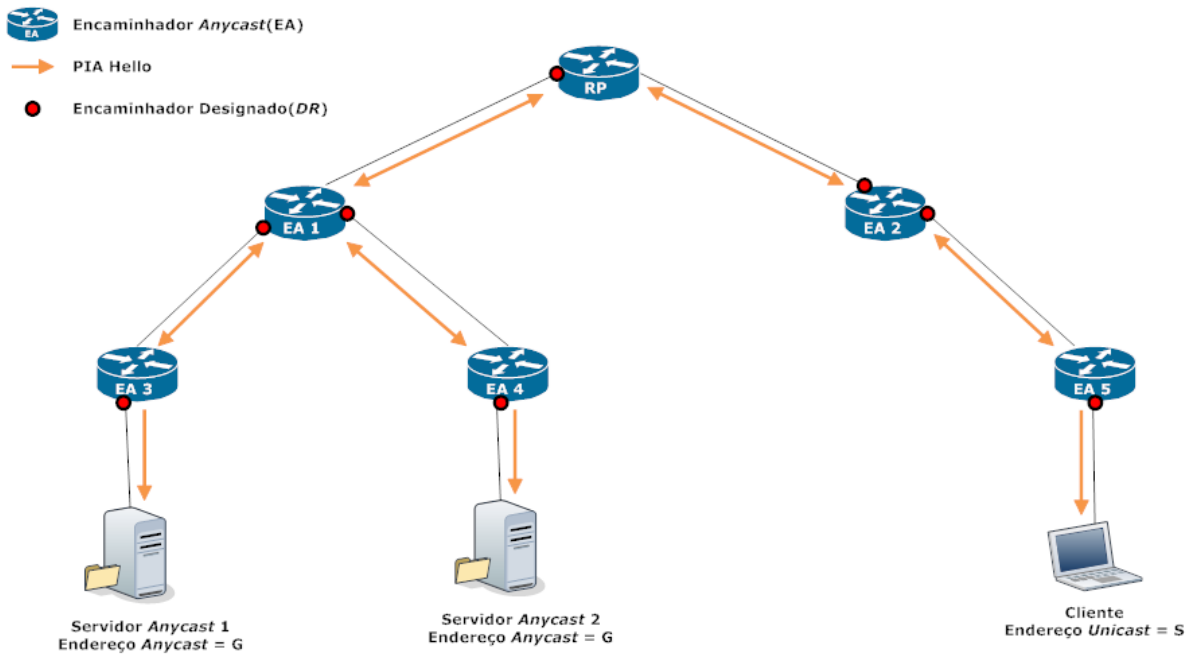 EA
Encaminhador Anycast(EA)
PIA Hello
Encaminhador Designado(DR)
RP
EA 1
EA 2
EA 3
EA 4
EA 5
Servidor Anycast 1
Endereço Anycast = G
Servidor Anycast 2
Endereço Anycast = G
Cliente
Endereço Unicast = S